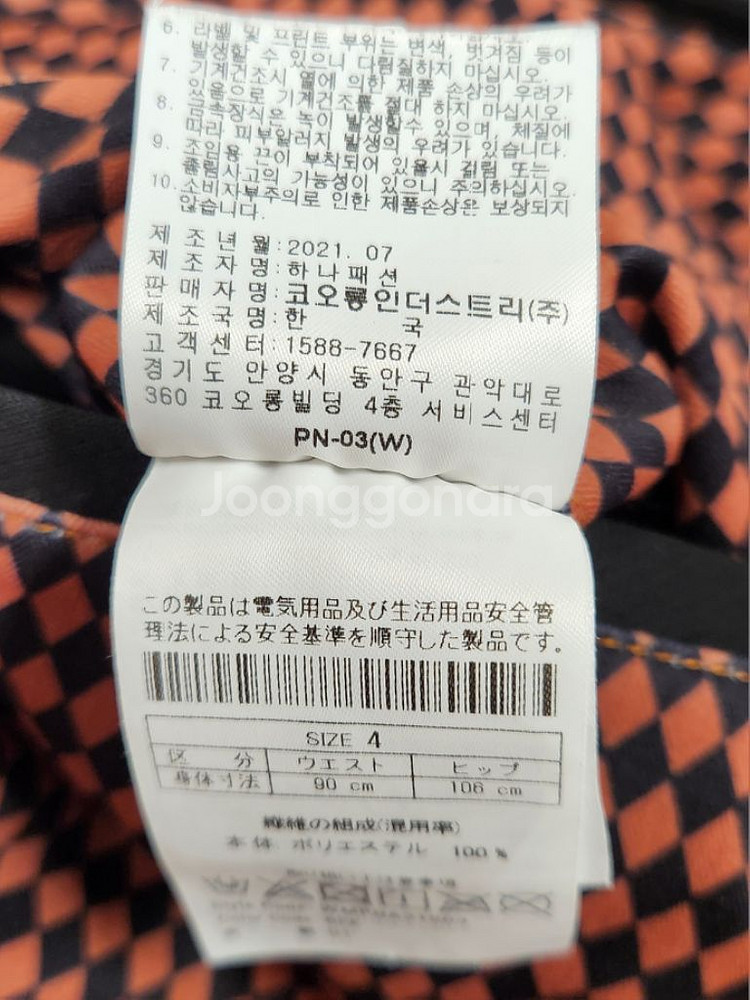 6. 라벨 및 프린트 부위는 변색, 벗겨짐 등이
발생할 수 있으니 다림질하지 마십시오.
7. 기계건조시 열에 의한 제품 손상의 우려가
있음으로 기계건조를 절대 하지 마십시오.
8. 금속장식은 녹이 발생할수 있으며, 체질에
따라 피부알러지 발생의 우려가 있습니다.
9. 조인용 끈이 부착되어 있을시 걸림 또는
졸림사고의 가능성이 있으니 주의하십시오.
10. 소비자부주의로 인한 제품손상은 보상되지
않습니다.
제 조 년 월 : 2021. 07
제 조 자 명 : 하나패션
판 매 자 명 : 코오롱인더스트리(주)
제 조 국 명 : 한 국
고 객 센 터 : 1588-7667
경기도 안양시 동안구 관악대로
360 코오롱빌딩 4층 서비스센터
PN-03(W)
Joonggonara
この製品は電気用品及び生活用品安全管
理法による安全基準を順守した製品です。
SIZE 4
区 分 ウエスト ヒップ
身体寸法 90 cm 106 cm
繊維の組成(混用率)
本体 ポリエステル 100 %